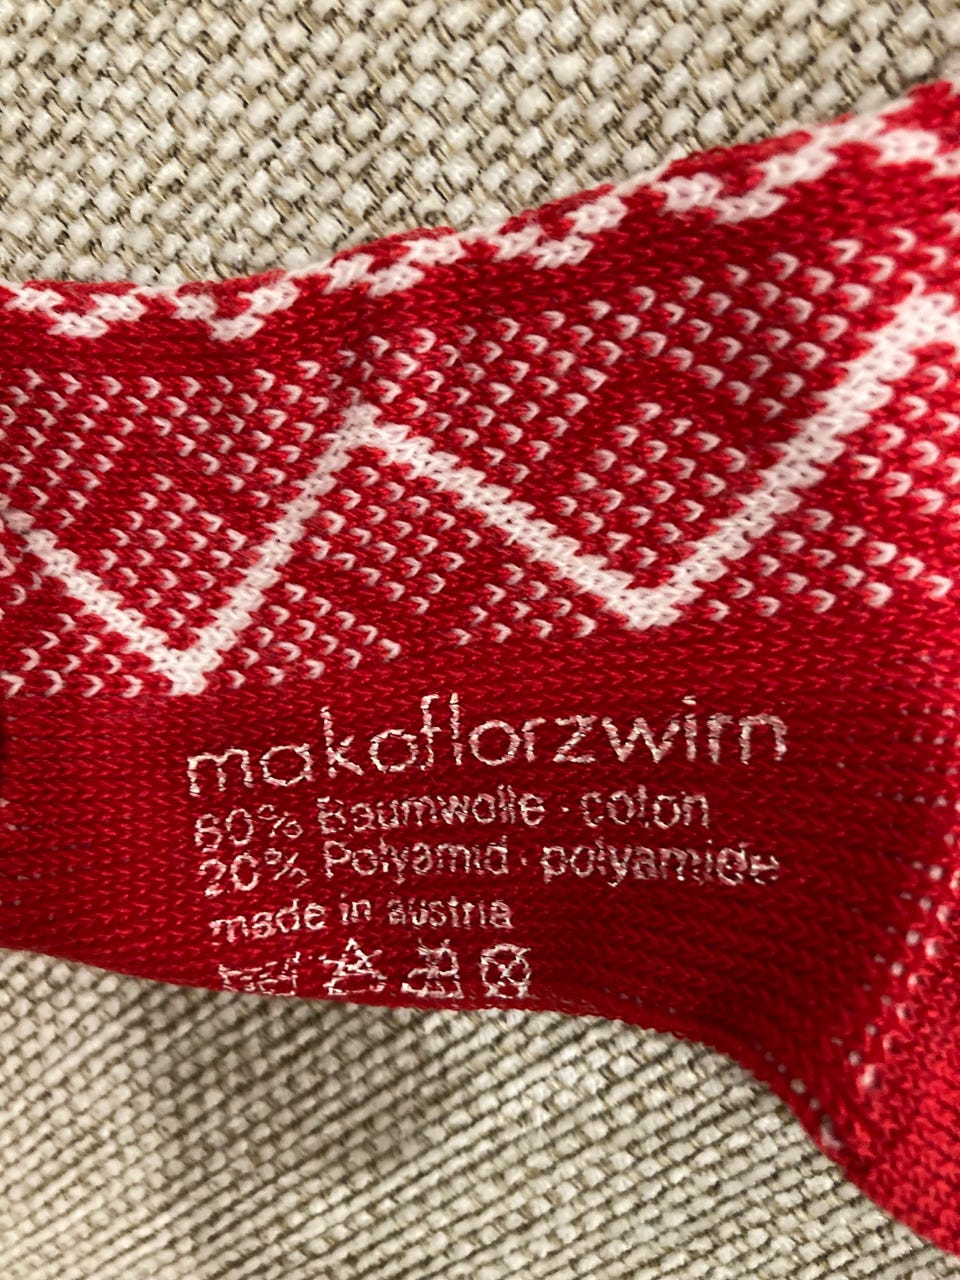 makoflorzwirn
80% Baumwolle · coton
20% Polyamid · polyamide
made in austria